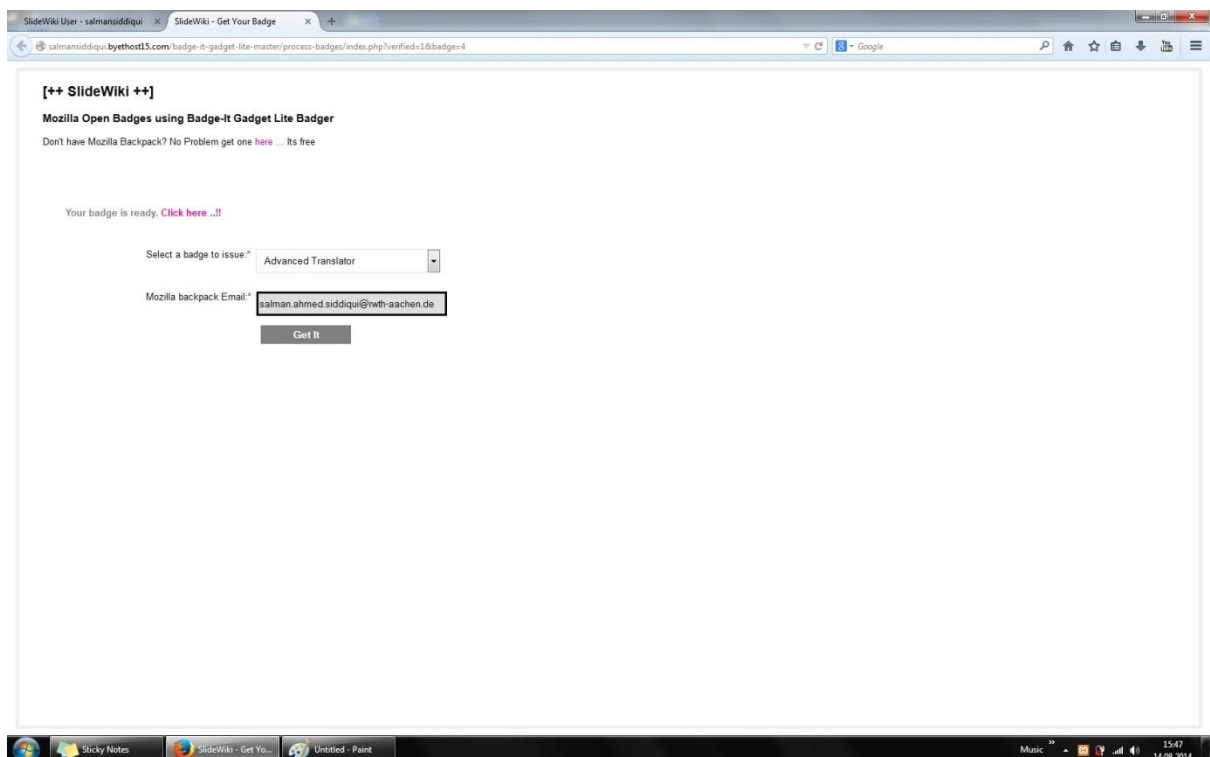 SlideWiki User - salmansiddiqui
SlideWiki - Get Your Badge
salmansiddiqui.byethost15.com/badge-it-gadget-lite-master/process-badges/index.php?verified=1&badge=4
Google
[++ SlideWiki ++]
Mozilla Open Badges using Badge-It Gadget Lite Badger
Don't have Mozilla Backpack? No Problem get one here ... Its free
Your badge is ready. Click here ..!!
Select a badge to issue:*
Advanced Translator
Mozilla backpack Email:*
salman.ahmed.siddiqui@rwth-aachen.de
Get It
Sticky Notes
SlideWiki - Get Yo...
Untitled - Paint
Music
15:47
14.08.2014